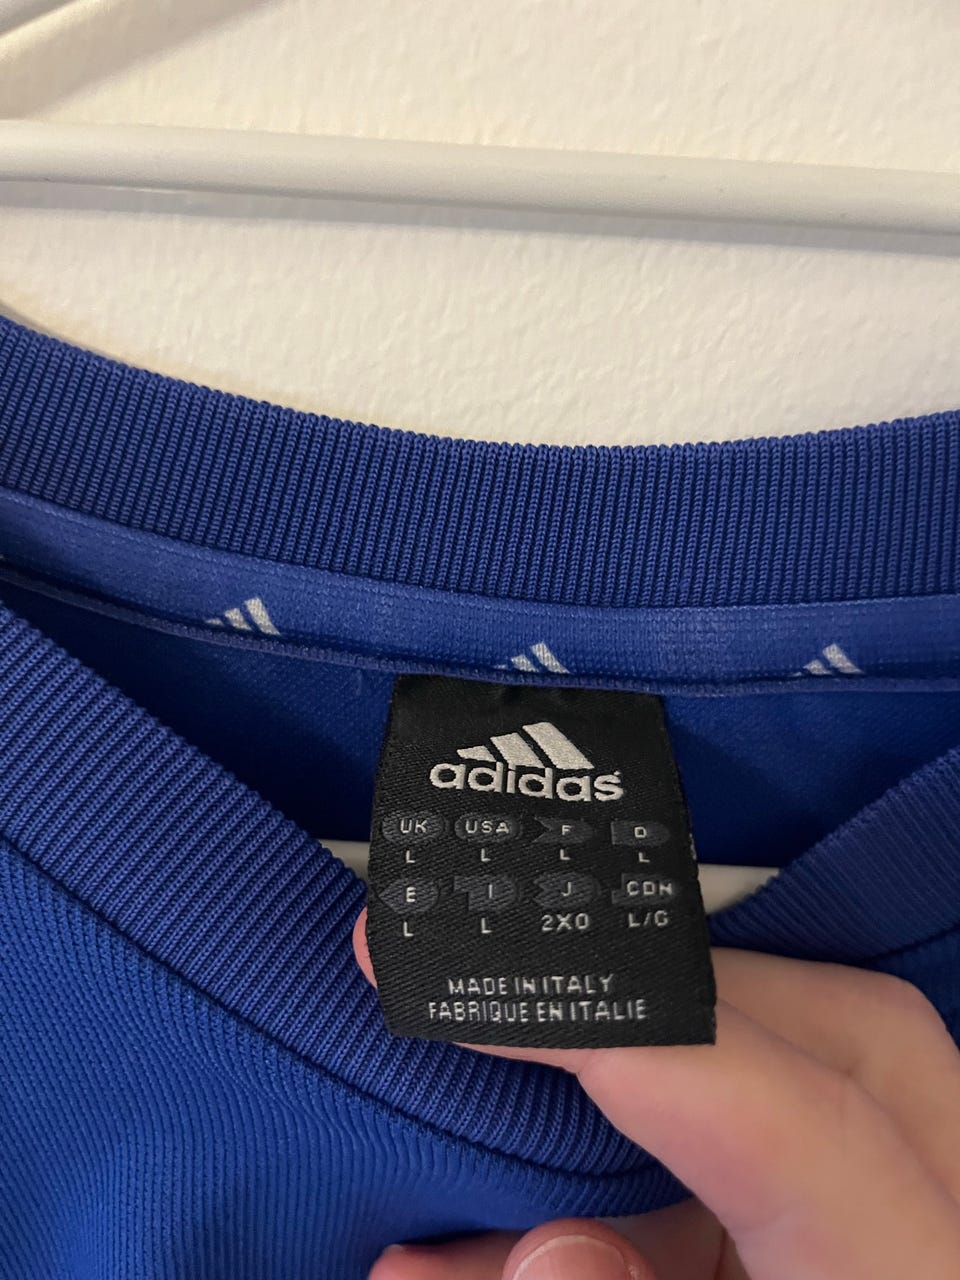 adidas
UK USA F D
L L L L
E I J CDN
L L 2XO L/G
MADE IN ITALY
FABRIQUE EN ITALIE